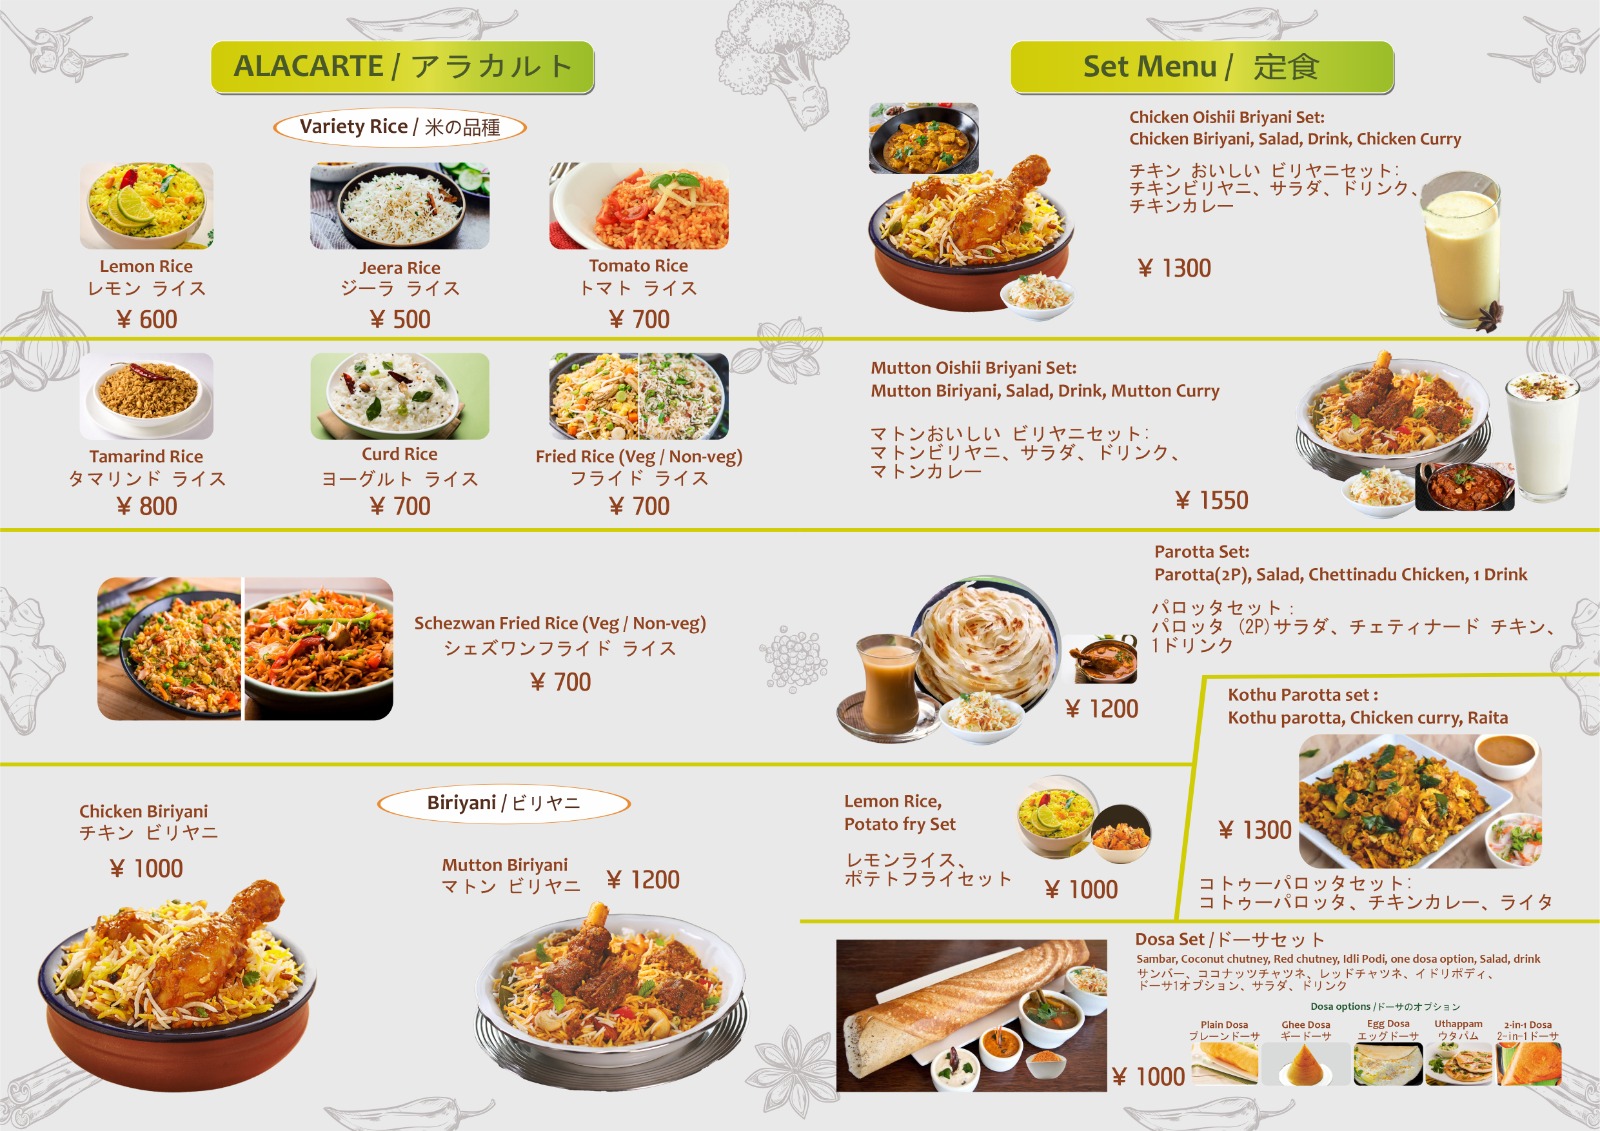 ALACARTE / アラカルト
Variety Rice / 米の品種
Lemon Rice
レモン ライス
¥ 600
Jeera Rice
ジーラ ライス
¥ 500
Tomato Rice
トマト ライス
¥ 700
Tamarind Rice
タマリンド ライス
¥ 800
Curd Rice
ヨーグルト ライス
¥ 700
Fried Rice (Veg / Non-veg)
フライド ライス
¥ 700
Schezwan Fried Rice (Veg / Non-veg)
シェズワンフライド ライス
¥ 700
Biriyani / ビリヤニ
Chicken Biriyani
チキン ビリヤニ
¥ 1000
Mutton Biriyani
マトン ビリヤニ
¥ 1200
Set Menu / 定食
Chicken Oishii Briyani Set:
Chicken Biriyani, Salad, Drink, Chicken Curry
チキン おいしい ビリヤニセット:
チキンビリヤニ、サラダ、ドリンク、
チキンカレー
¥ 1300
Mutton Oishii Briyani Set:
Mutton Biriyani, Salad, Drink, Mutton Curry
マトンおいしい ビリヤニセット:
マトンビリヤニ、サラダ、ドリンク、
マトンカレー
¥ 1550
Parotta Set:
Parotta(2P), Salad, Chettinadu Chicken, 1 Drink
パロッタセット :
パロッタ (2P)サラダ、チェティナード チキン、
1ドリンク
¥ 1200
Kothu Parotta set :
Kothu parotta, Chicken curry, Raita
¥ 1300
コトゥーパロッタセット:
コトゥーパロッタ、チキンカレー、ライタ
Lemon Rice,
Potato fry Set
レモンライス、
ポテトフライセット
¥ 1000
Dosa Set /ドーサセット
Sambar, Coconut chutney, Red chutney, Idli Podi, one dosa option, Salad, drink
サンバー、ココナッツチャツネ、レッドチャツネ、イドリポディ、
ドーサ1オプション、サラダ、ドリンク
Dosa options /ドーサのオプション
Plain Dosa
プレーンドーサ
Ghee Dosa
ギードーサ
Egg Dosa
エッグドーサ
Uthappam
ウタパム
2-in-1 Dosa
2-in-1ドーサ
¥ 1000